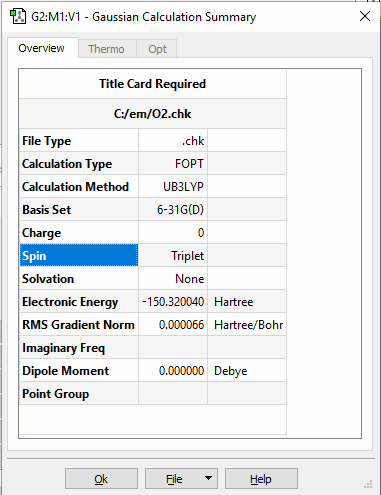 G2:M1:V1 - Gaussian Calculation Summary
Overview Thermo Opt
Title Card Required
C:/em/O2.chk
File Type .chk
Calculation Type FOPT
Calculation Method UB3LYP
Basis Set 6-31G(D)
Charge 0
Spin Triplet
Solvation None
Electronic Energy -150.320040 Hartree
RMS Gradient Norm 0.000066 Hartree/Bohr
Imaginary Freq
Dipole Moment 0.000000 Debye
Point Group
Ok File Help